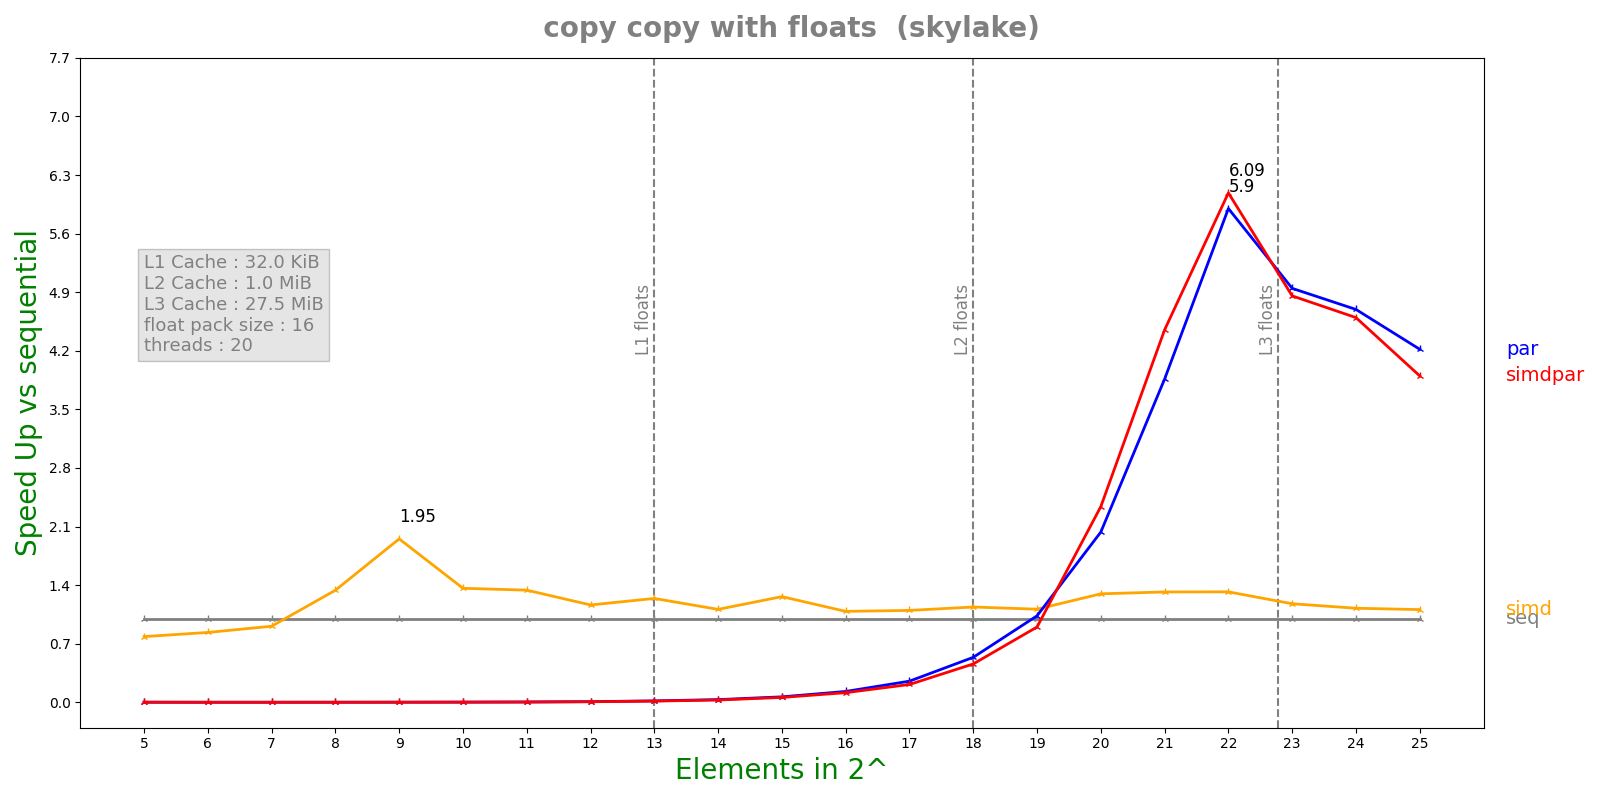 copy copy with floats (skylake)
Speed Up vs sequential
7.7
7.0
6.3
5.6
4.9
4.2
3.5
2.8
2.1
1.4
0.7
0.0
L1 Cache : 32.0 KiB
L2 Cache : 1.0 MiB
L3 Cache : 27.5 MiB
float pack size : 16
threads : 20
1.95
L1 floats
L2 floats
L3 floats
6.09
5.9
par
simdpar
simd
seq
5 6 7 8 9 10 11 12 13 14 15 16 17 18 19 20 21 22 23 24 25
Elements in 2^